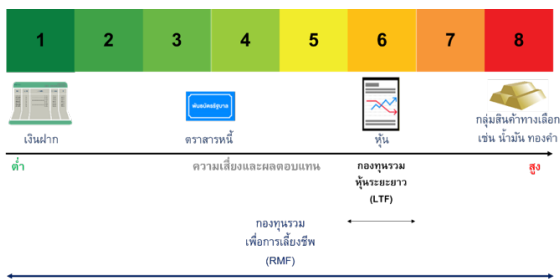 1 2 3 4 5 6 7 8
พันธบัตรรัฐบาล
เงินฝาก ตราสารหนี้ หุ้น กลุ่มสินค้าทางเลือก
เช่น น้ำมัน ทองคำ
ต่ำ ความเสี่ยงและผลตอบแทน กองทุนรวม สูง
หุ้นระยะยาว
(LTF)
กองทุนรวม
เพื่อการเลี้ยงชีพ
(RMF)